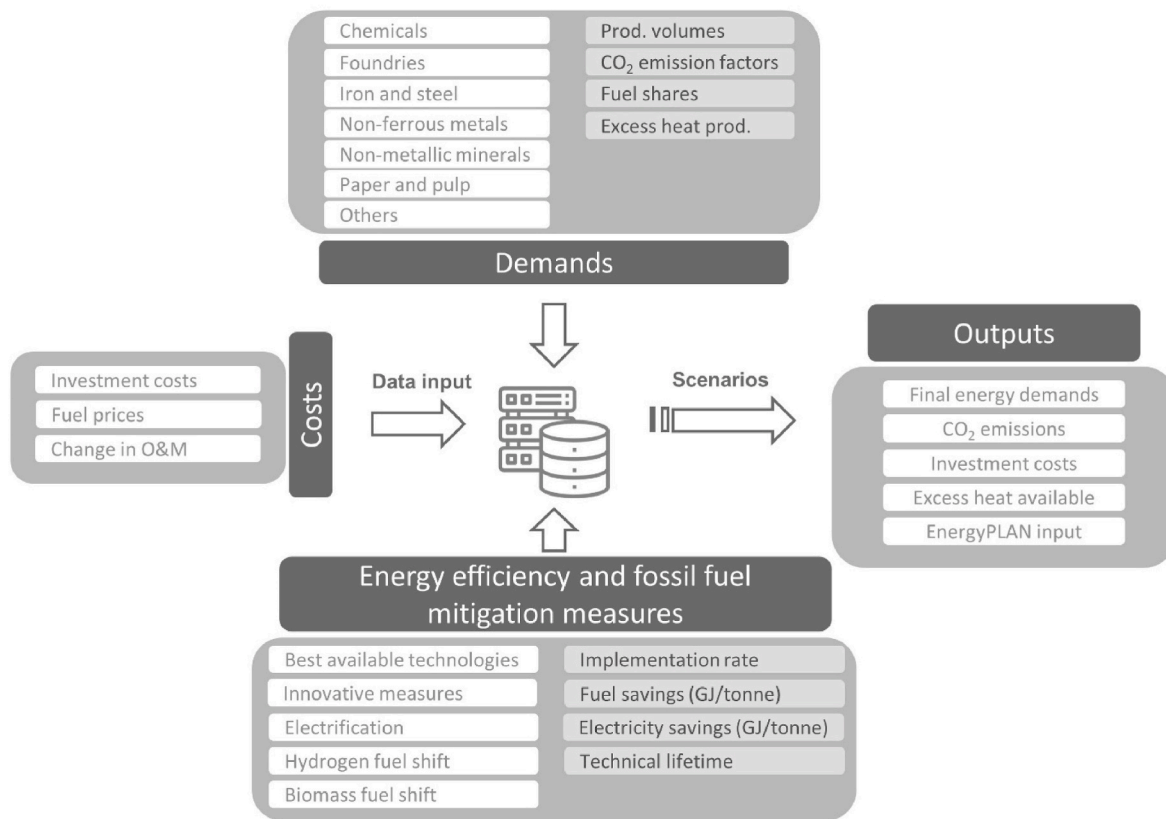 Chemicals
Foundries
Iron and steel
Non-ferrous metals
Non-metallic minerals
Paper and pulp
Others
Prod. volumes
CO₂ emission factors
Fuel shares
Excess heat prod.
Demands
Investment costs
Fuel prices
Change in O&M
Costs
Data input
Scenarios
Outputs
Final energy demands
CO₂ emissions
Investment costs
Excess heat available
EnergyPLAN input
Energy efficiency and fossil fuel
mitigation measures
Best available technologies
Innovative measures
Electrification
Hydrogen fuel shift
Biomass fuel shift
Implementation rate
Fuel savings (GJ/tonne)
Electricity savings (GJ/tonne)
Technical lifetime